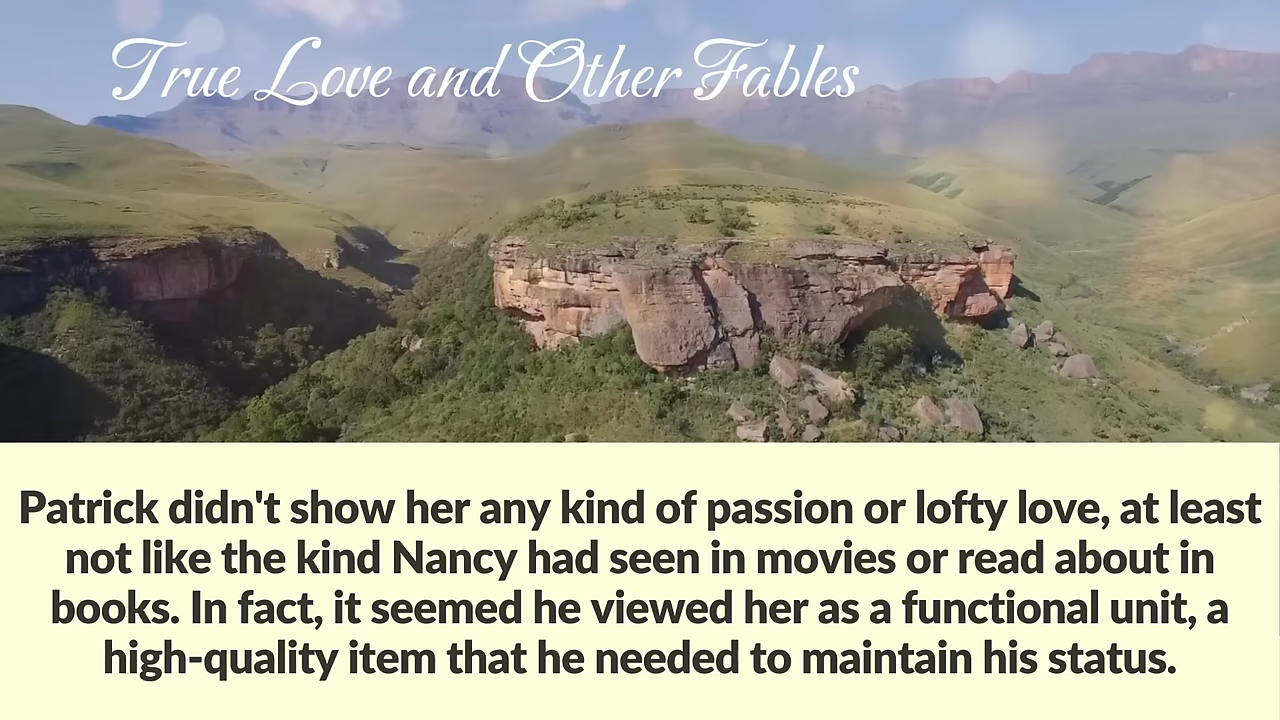 True Love and Other Fables
Patrick didn't show her any kind of passion or lofty love, at least
not like the kind Nancy had seen in movies or read about in
books. In fact, it seemed he viewed her as a functional unit, a
high-quality item that he needed to maintain his status.